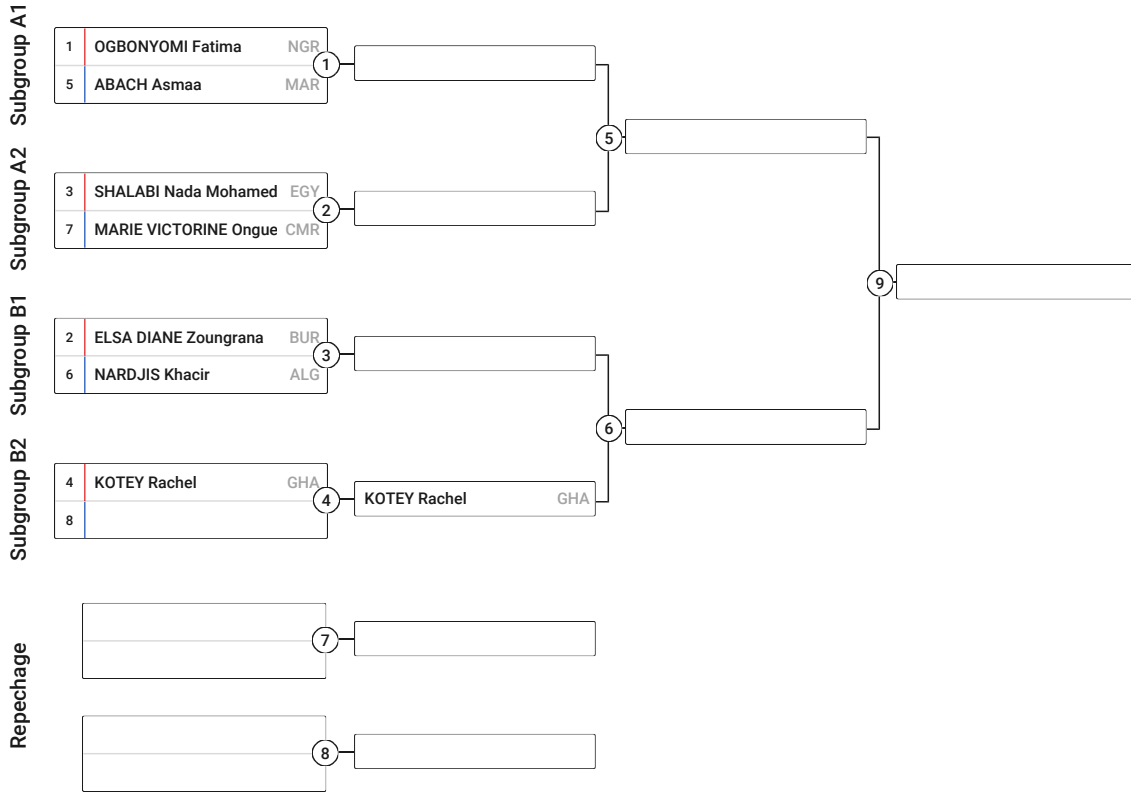 Subgroup A1
1 OGBONYOMI Fatima NGR
5 ABACH Asmaa MAR
1
5
Subgroup A2
3 SHALABI Nada Mohamed EGY
7 MARIE VICTORINE Ongue CMR
2
9
Subgroup B1
2 ELSA DIANE Zoungrana BUR
6 NARDJIS Khacir ALG
3
6
Subgroup B2
4 KOTEY Rachel GHA
8
4
KOTEY Rachel GHA
Repechage
7
8